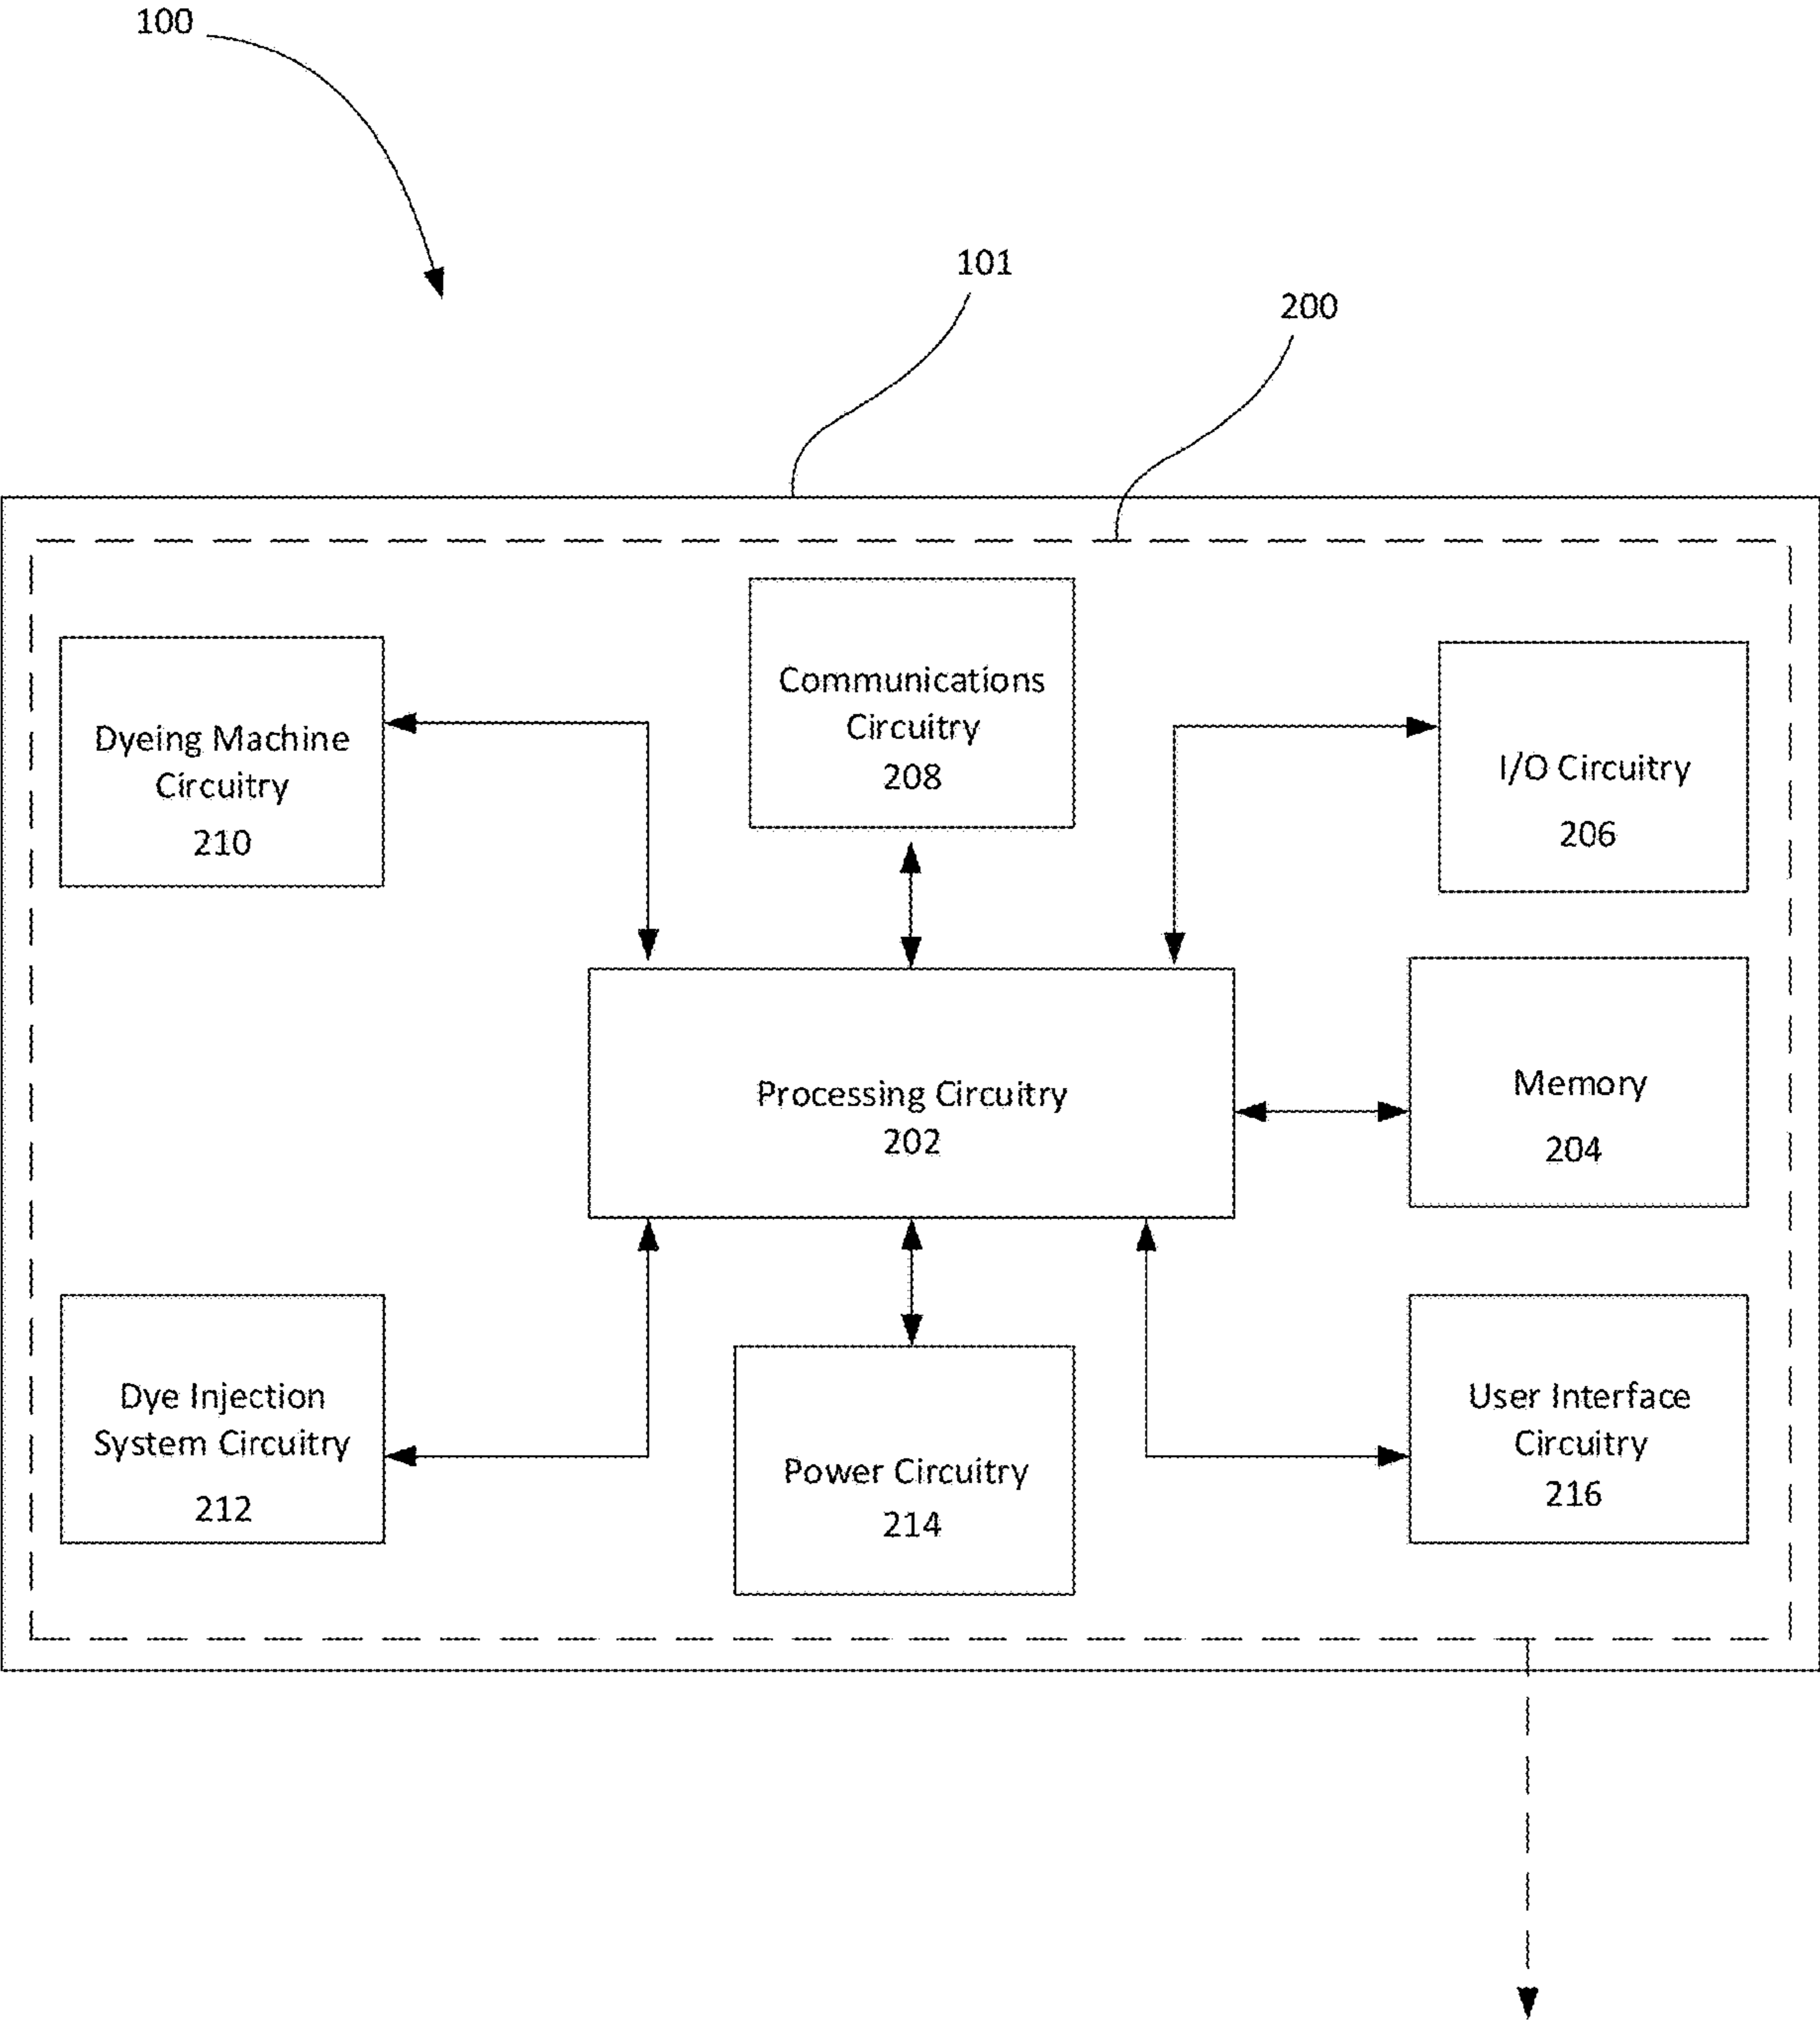 100
101
200
Communications
Circuitry
208
Dyeing Machine
Circuitry
210
I/O Circuitry
206
Processing Circuitry
202
Memory
204
Dye Injection
System Circuitry
212
Power Circuitry
214
User Interface
Circuitry
216